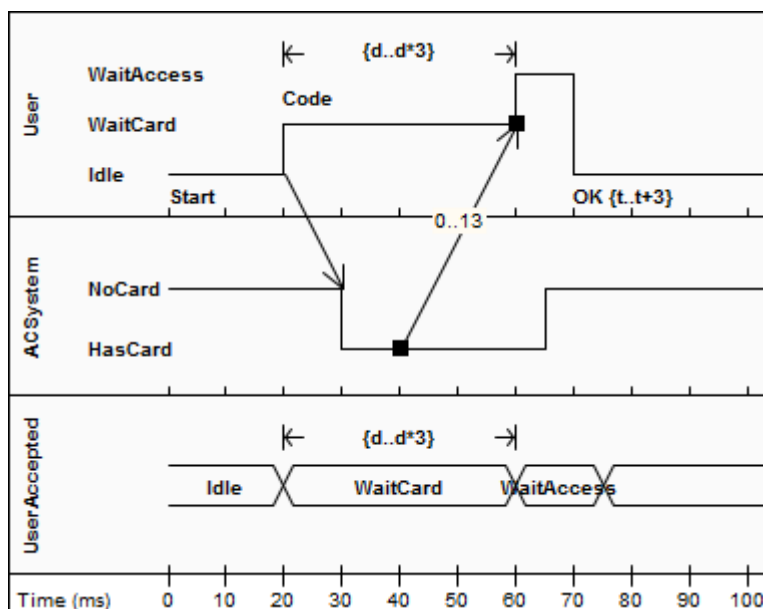 User
{d..d*3}
WaitAccess
Code
WaitCard
Idle
Start
OK {t..t+3}
0..13
ACSystem
NoCard
HasCard
UserAccepted
{d..d*3}
Idle WaitCard WaitAccess
Time (ms) 0 10 20 30 40 50 60 70 80 90 100